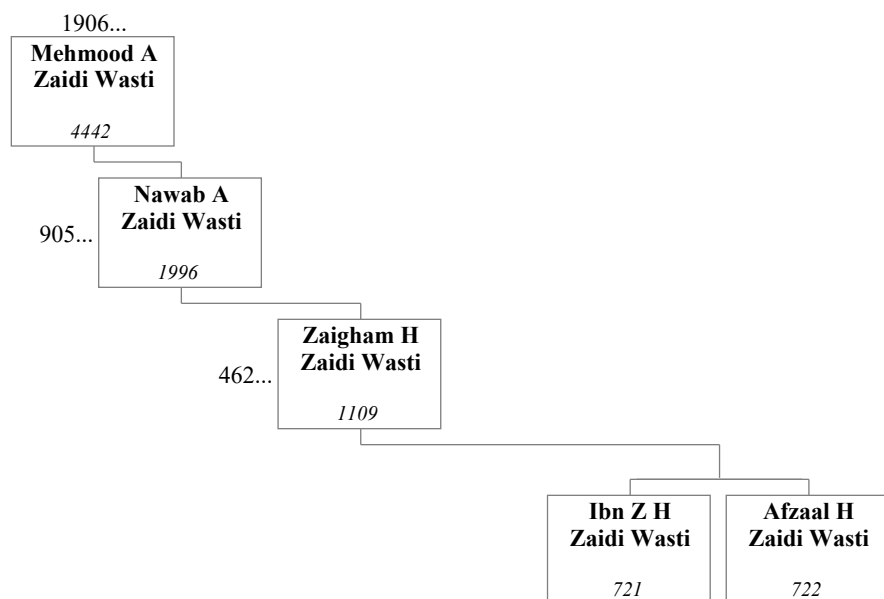 1906...
Mehmood A
Zaidi Wasti
4442
Nawab A
Zaidi Wasti
905...
1996
Zaigham H
Zaidi Wasti
462...
1109
Ibn Z H
Zaidi Wasti
721
Afzaal H
Zaidi Wasti
722